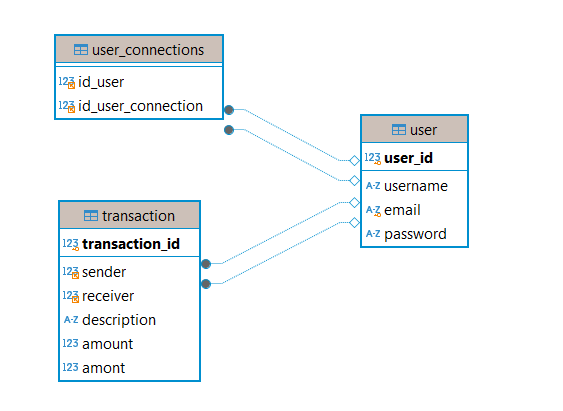 user_connections
123 id_user
123 id_user_connection
user
123 user_id
A-Z username
A-Z email
A-Z password
transaction
123 transaction_id
123 sender
123 receiver
A-Z description
123 amount
123 amont